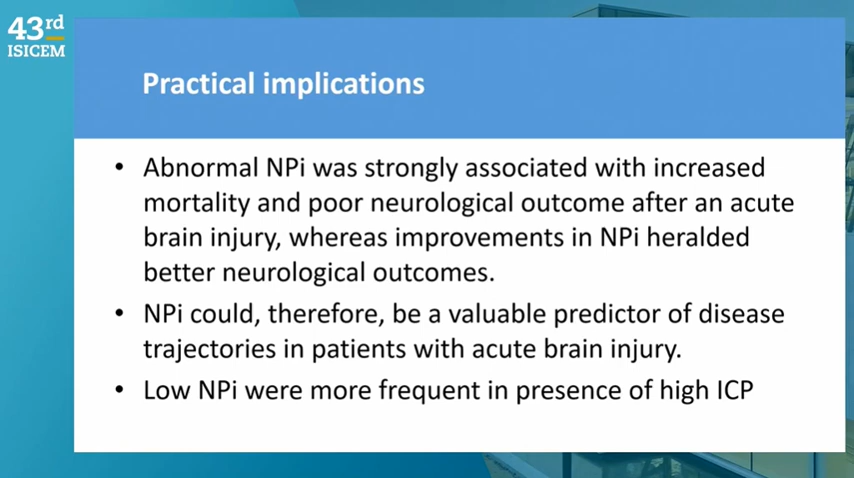 43rd
ISICEM
Practical implications
• Abnormal NPi was strongly associated with increased
mortality and poor neurological outcome after an acute
brain injury, whereas improvements in NPi heralded
better neurological outcomes.
• NPi could, therefore, be a valuable predictor of disease
trajectories in patients with acute brain injury.
• Low NPi were more frequent in presence of high ICP